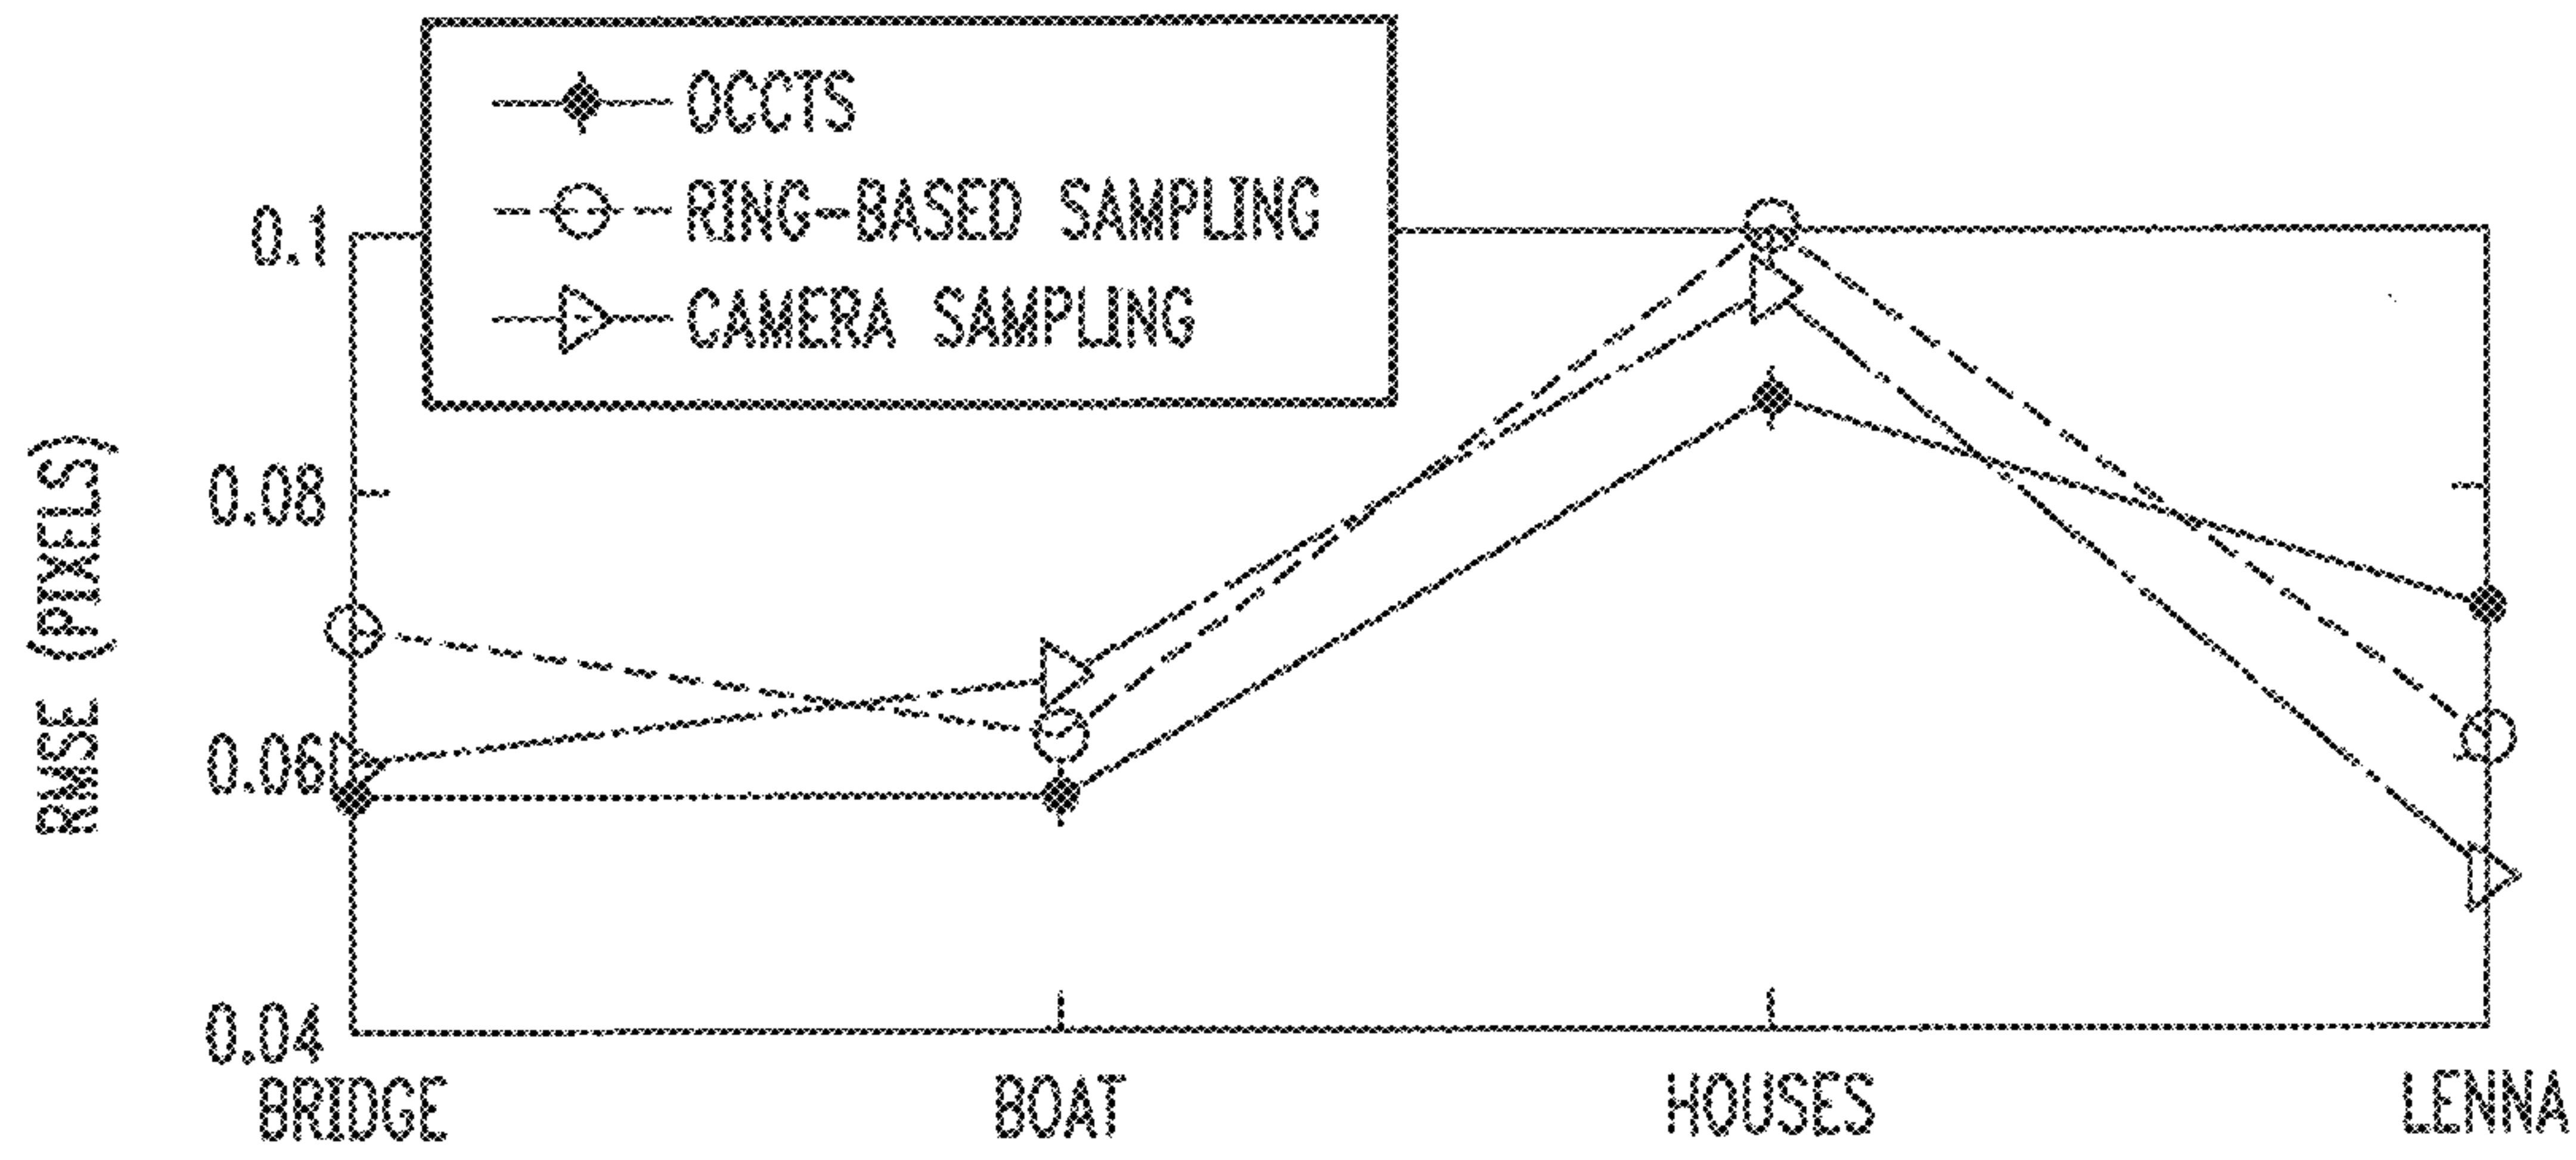 OCCTS
RING-BASED SAMPLING
CAMERA SAMPLING
0.1
0.08
0.06
0.04
RMSE (PIXELS)
BRIDGE
BOAT
HOUSES
LENNA